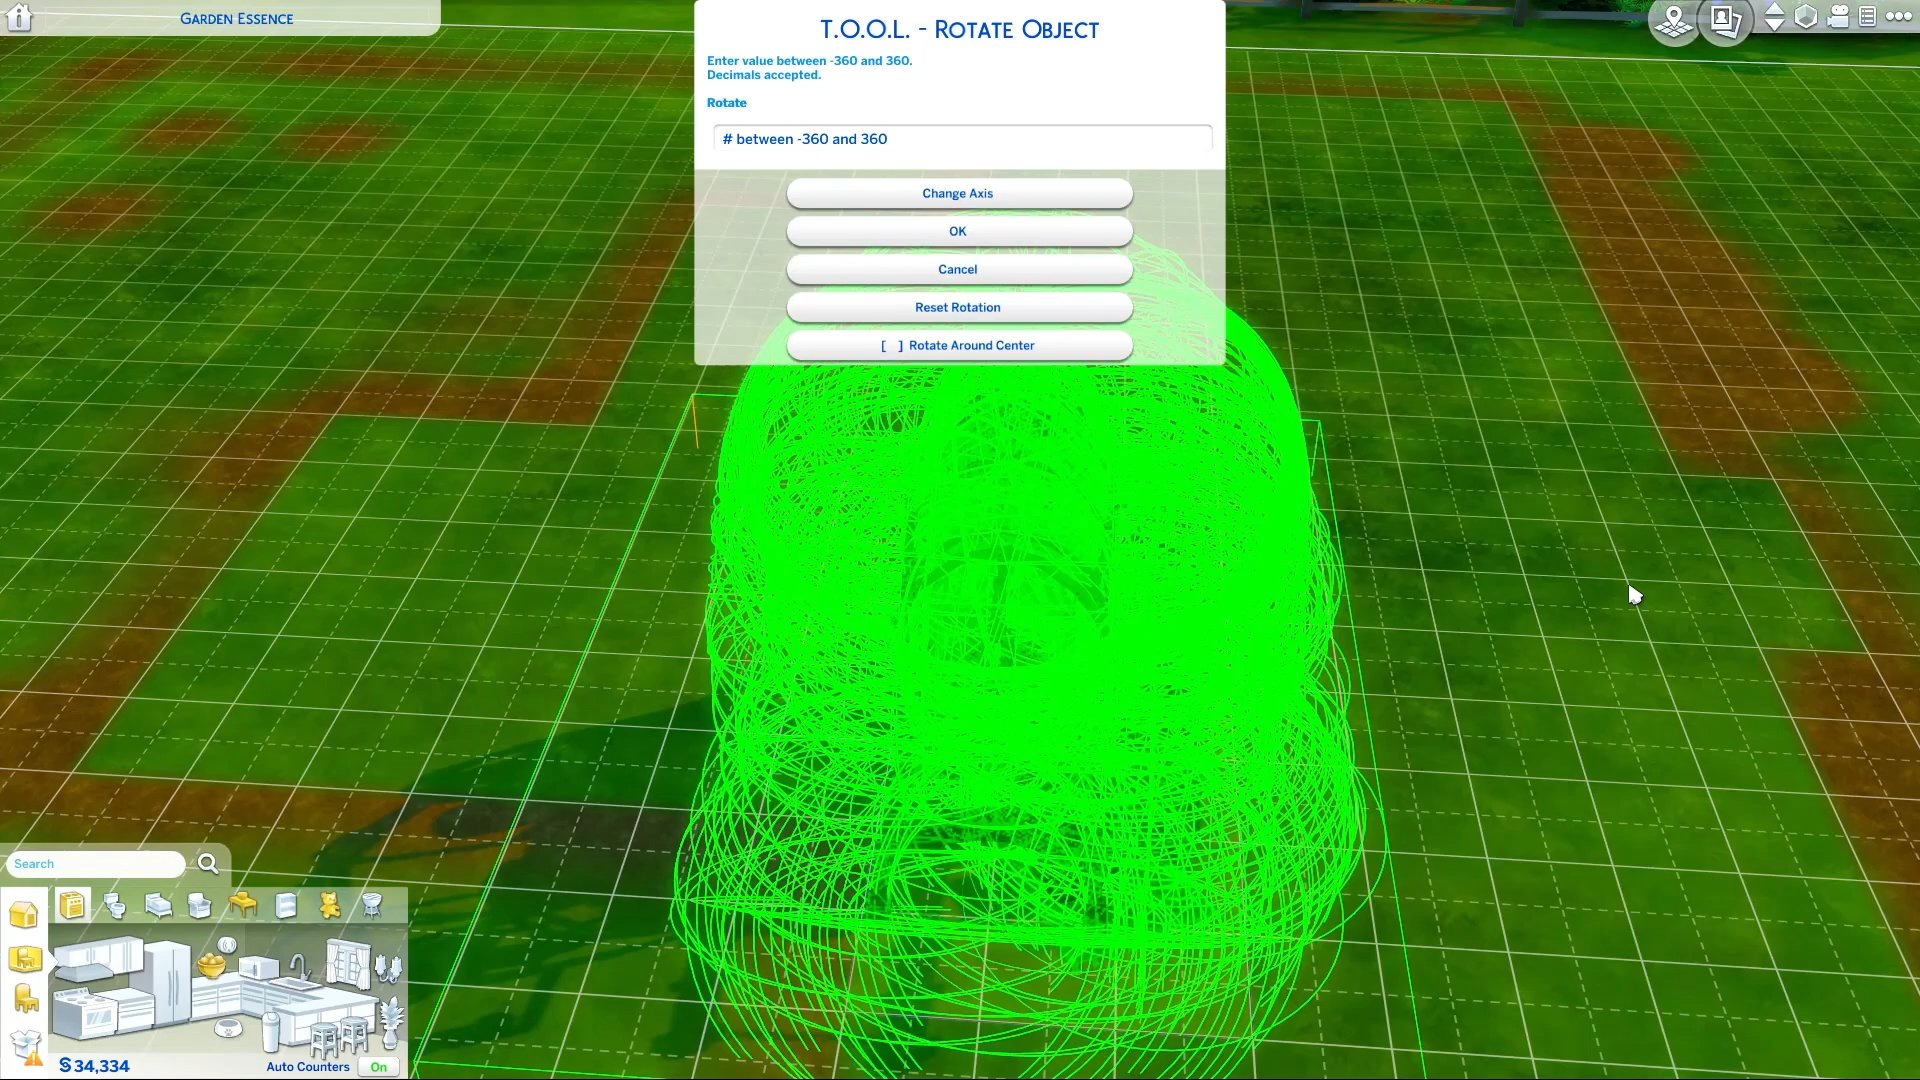 Garden Essence
T.O.O.L. - Rotate Object
Enter value between -360 and 360.
Decimals accepted.
Rotate
# between -360 and 360
Change Axis
OK
Cancel
Reset Rotation
[ ] Rotate Around Center
Search
§34,334
Auto Counters On